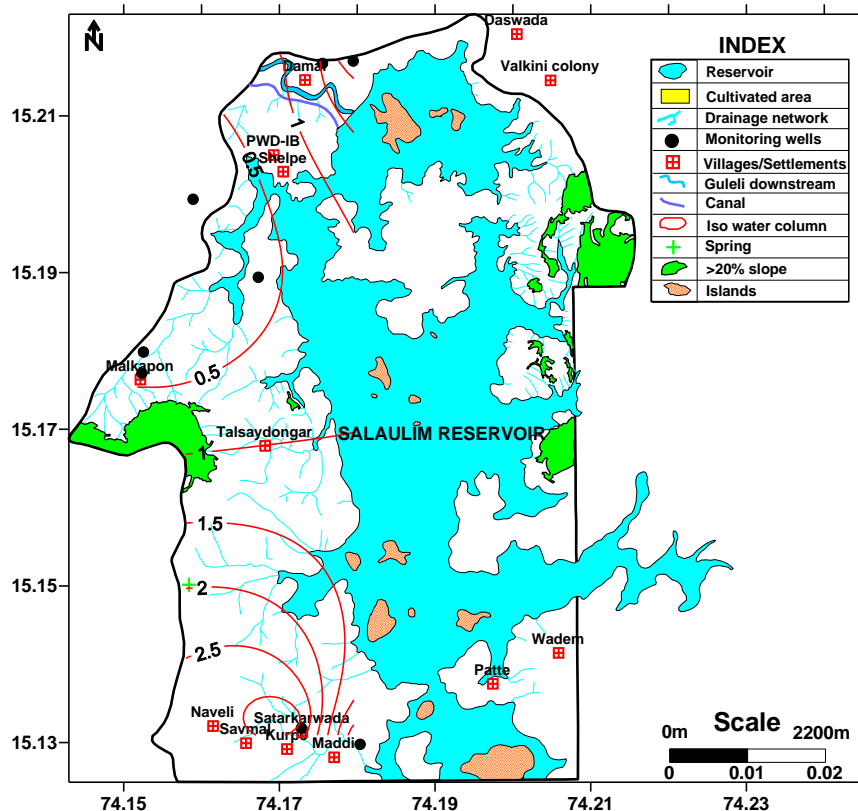 N
Daswada
Damai
Valkini colony
INDEX
Reservoir
Cultivated area
Drainage network
Monitoring wells
Villages/Settlements
Guleli downstream
Canal
Iso water column
Spring
>20% slope
Islands
15.21
1
PWD-IB
Shelpe
0.5
15.19
Malkapon
0.5
15.17
Talsaydongar
SALAULIM RESERVOIR
1
1.5
15.15
2
2.5
Wadem
Patte
Naveli
Satarkarwada
Savmal
Kurpe
Maddi
15.13
Scale
0m
2200m
0
0.01
0.02
74.15
74.17
74.19
74.21
74.23